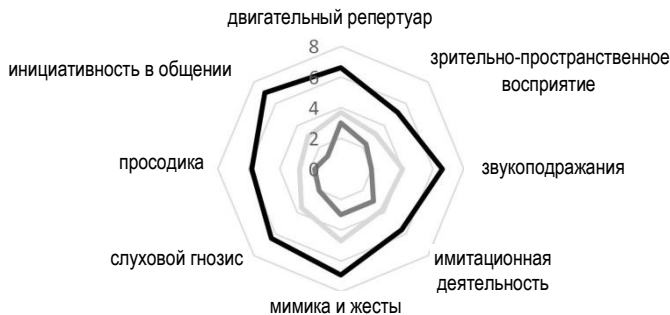 двигательный репертуар
8
инициативность в общении
зрительно-пространственное
восприятие
6
4
2
просодика
0
звукоподражания
слуховой гнозис
имитационная
деятельность
мимика и жесты